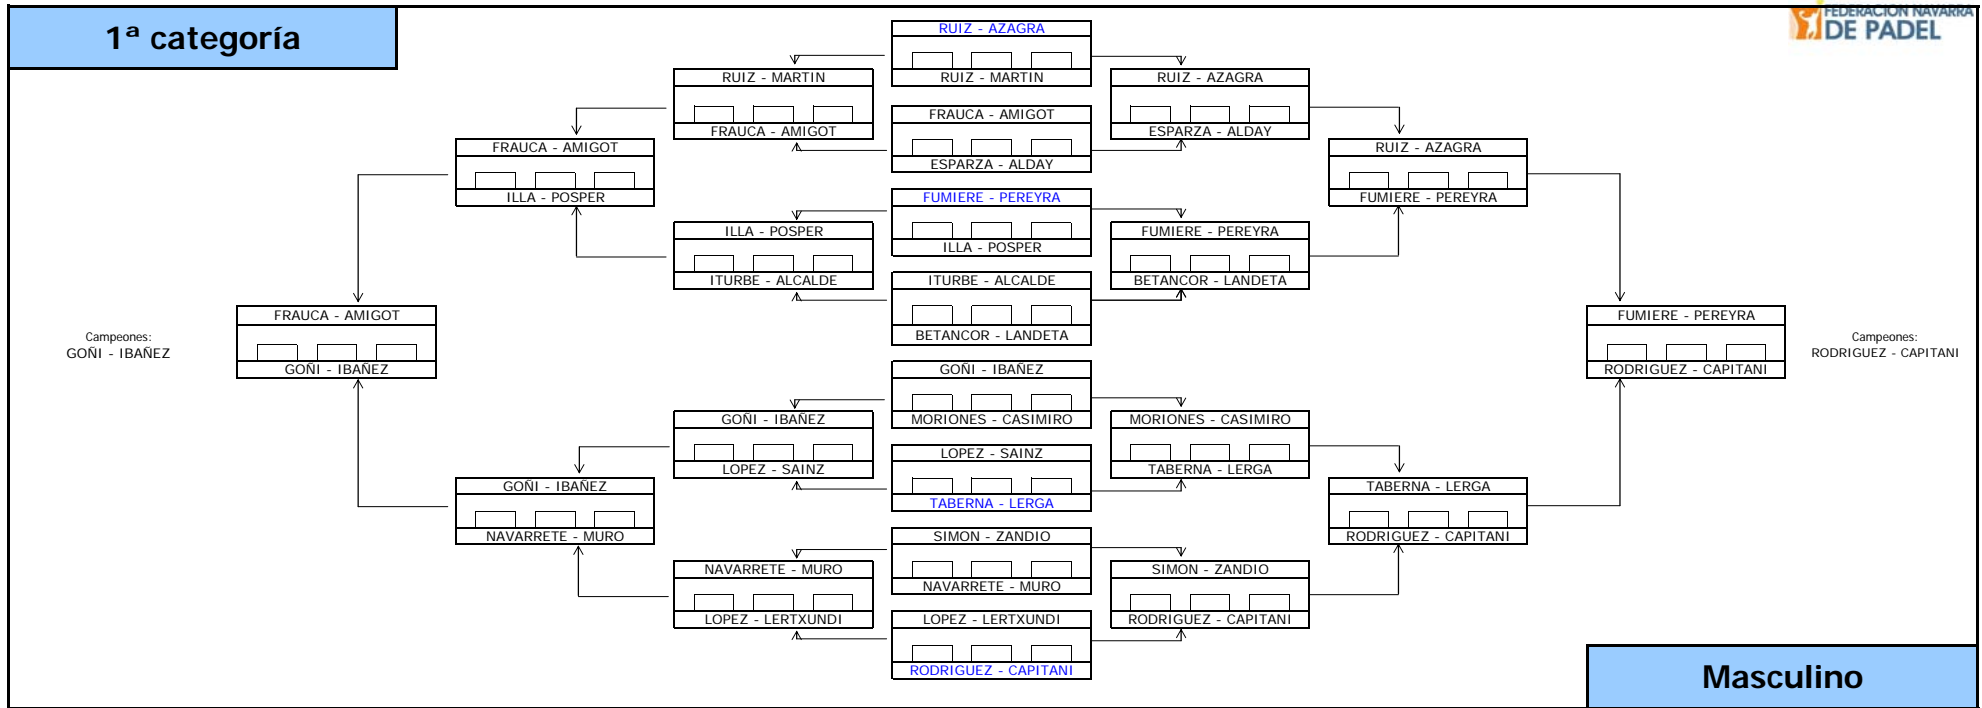 1ª categoría
FEDERACIÓN NAVARRA
DE PADEL
RUIZ - AZAGRA
RUIZ - MARTIN
FRAUCA - AMIGOT
ESPARZA - ALDAY
FUMIERE - PEREYRA
ILLA - POSPER
ITURBE - ALCALDE
BETANCOR - LANDETA
GOÑI - IBAÑEZ
MORIONES - CASIMIRO
LOPEZ - SAINZ
TABERNA - LERGA
SIMON - ZANDIO
NAVARRETE - MURO
LOPEZ - LERTXUNDI
RODRIGUEZ - CAPITANI
RUIZ - MARTIN
FRAUCA - AMIGOT
ILLA - POSPER
ITURBE - ALCALDE
GOÑI - IBAÑEZ
LOPEZ - SAINZ
NAVARRETE - MURO
LOPEZ - LERTXUNDI
FRAUCA - AMIGOT
ILLA - POSPER
GOÑI - IBAÑEZ
NAVARRETE - MURO
FRAUCA - AMIGOT
GOÑI - IBAÑEZ
Campeones:
GOÑI - IBAÑEZ
RUIZ - AZAGRA
ESPARZA - ALDAY
FUMIERE - PEREYRA
BETANCOR - LANDETA
MORIONES - CASIMIRO
TABERNA - LERGA
SIMON - ZANDIO
RODRIGUEZ - CAPITANI
RUIZ - AZAGRA
FUMIERE - PEREYRA
TABERNA - LERGA
RODRIGUEZ - CAPITANI
FUMIERE - PEREYRA
RODRIGUEZ - CAPITANI
Campeones:
RODRIGUEZ - CAPITANI
Masculino